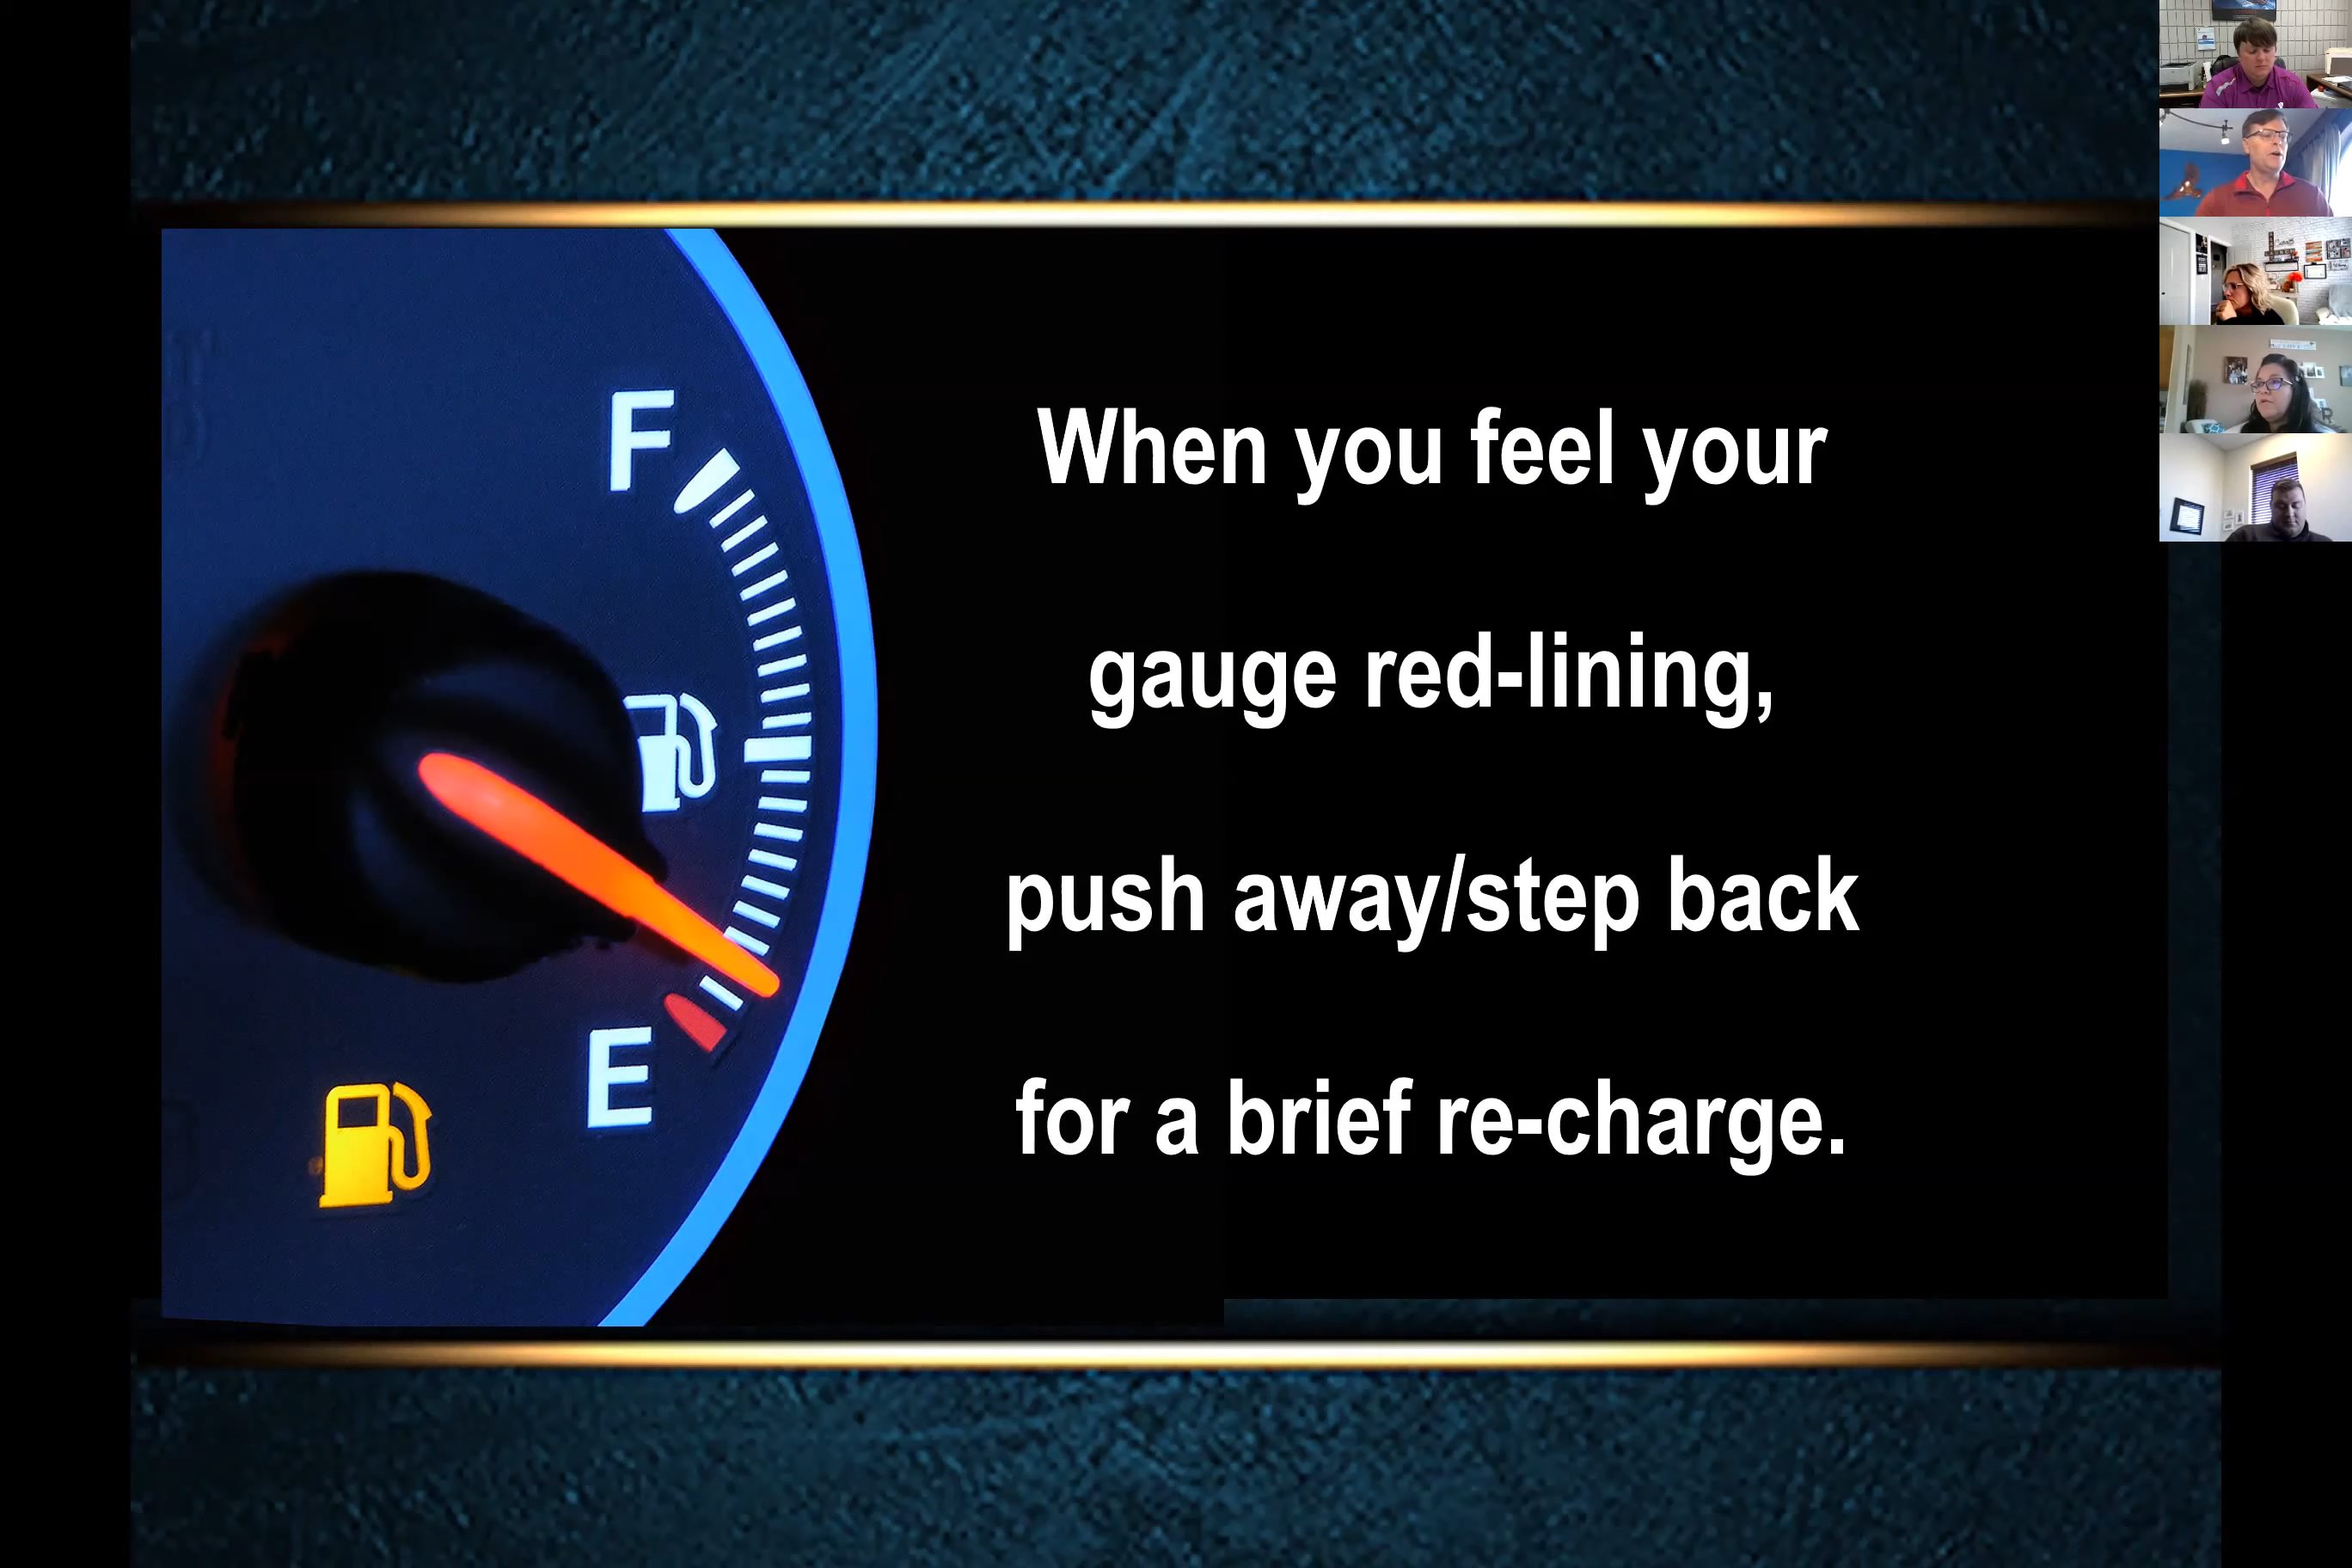 F
E
When you feel your
gauge red-lining,
push away/step back
for a brief re-charge.